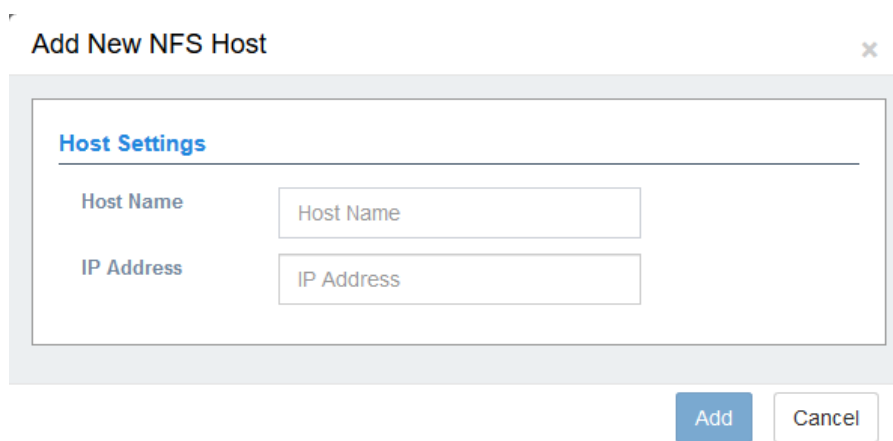 Add New NFS Host
×
Host Settings
Host Name
Host Name
IP Address
IP Address
Add
Cancel